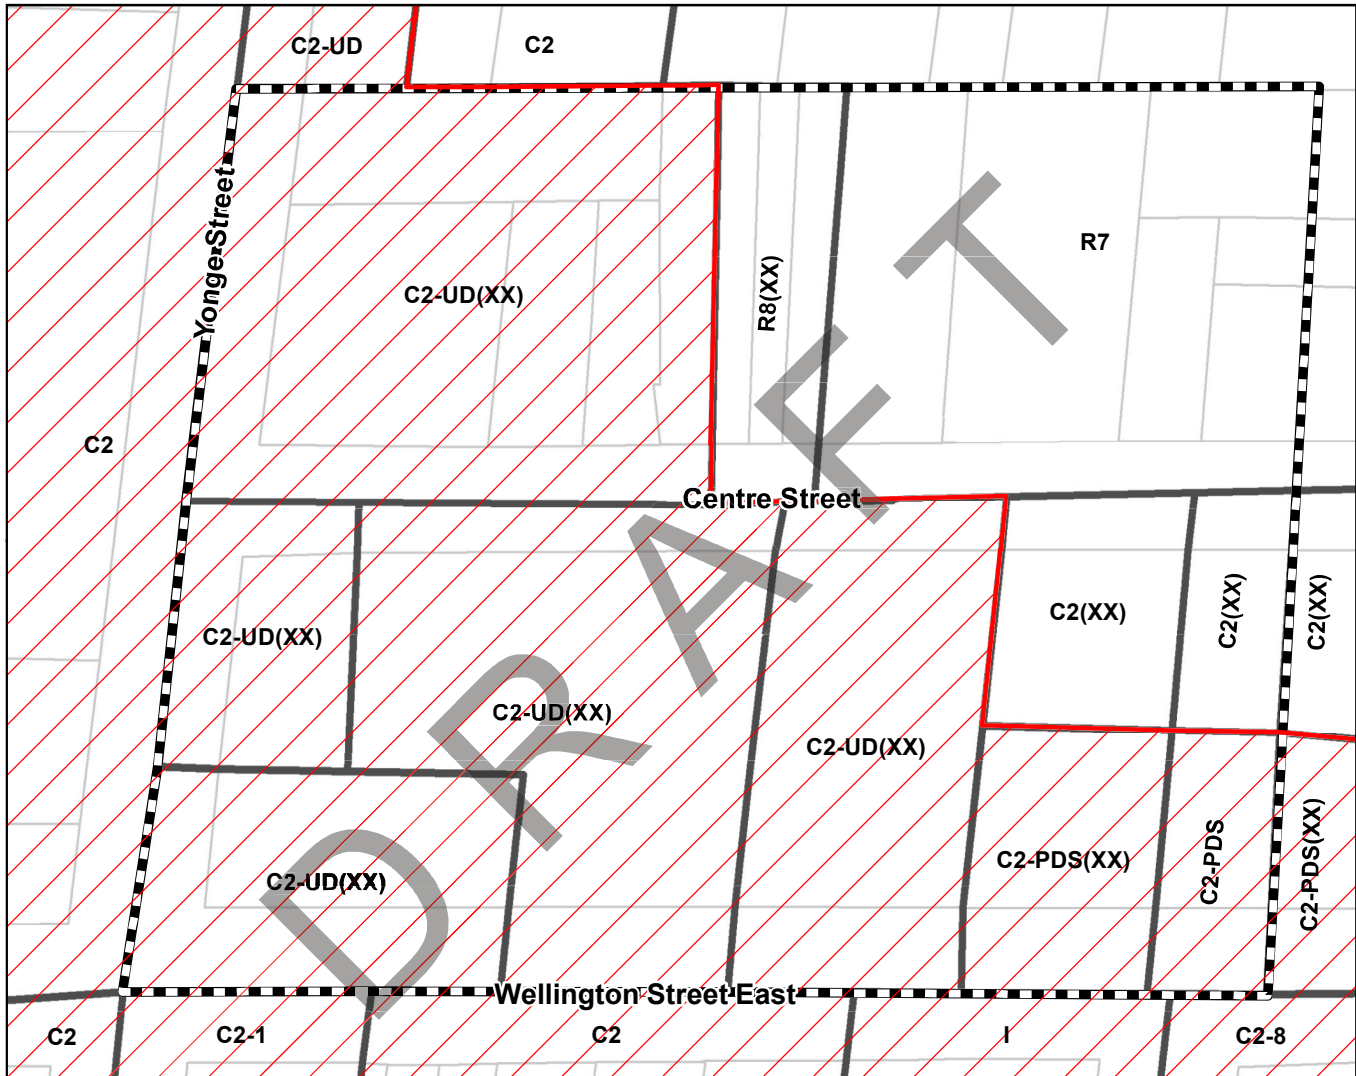 C2-UD
C2
Yonge Street
R7
R8(XX)
C2-UD(XX)
C2
Centre Street
C2(XX)
C2(XX)
C2(XX)
C2-UD(XX)
C2-UD(XX)
C2-UD(XX)
C2-PDS(XX)
C2-PDS
C2-PDS(XX)
C2-UD(XX)
DRAFT
Wellington Street East
C2
C2-1
C2
I
C2-8